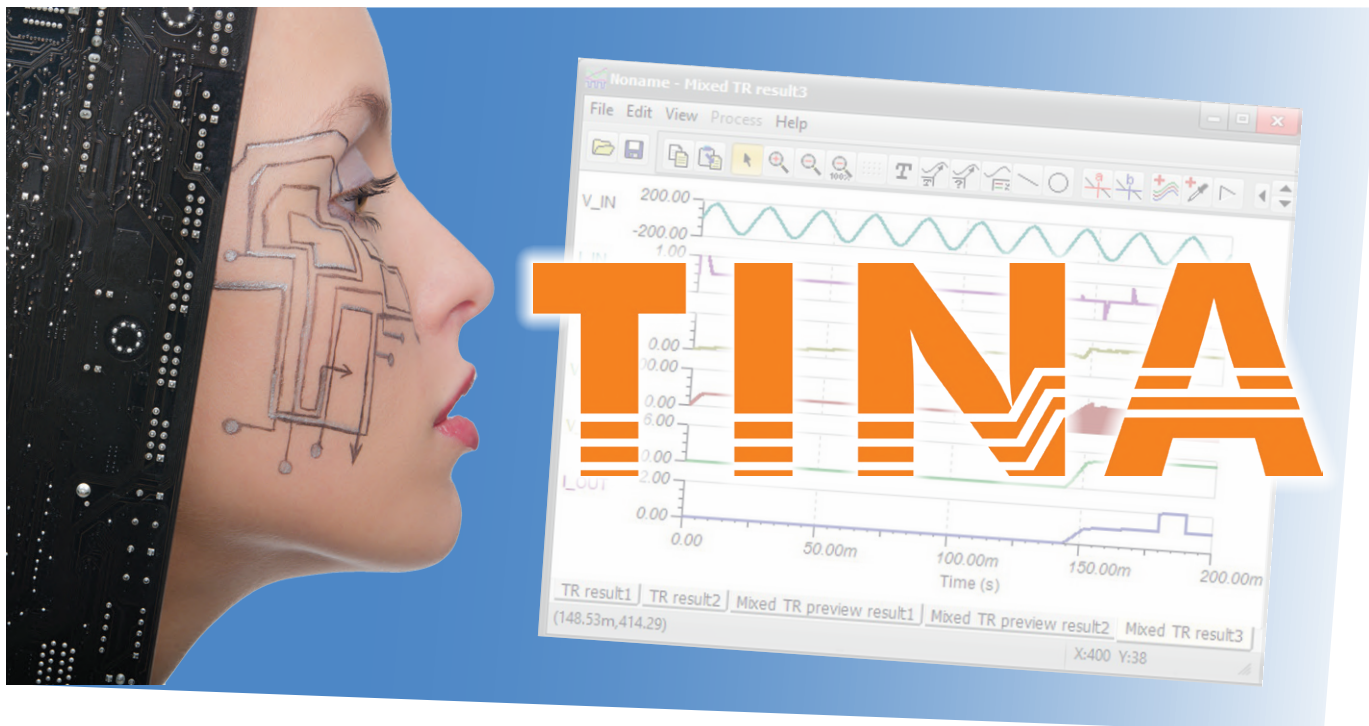 Noname - Mixed TR result3
File Edit View Process Help
100%
T
a b
V_IN
200.00
-200.00
1.00
TINA
0.00
00.00
0.00
6.00
0.00
2.00
I_OUT
0.00
0.00 50.00m 100.00m 150.00m 200.00m
Time (s)
TR result1 TR result2 Mixed TR preview result1 Mixed TR preview result2 Mixed TR result3
(148.53m,414.29)
X:400 Y:38